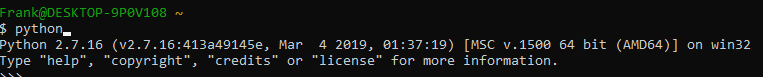 Frank@DESKTOP-9P0V108 ~
$ python
Python 2.7.16 (v2.7.16:413a49145e, Mar  4 2019, 01:37:19) [MSC v.1500 64 bit (AMD64)] on win32
Type "help", "copyright", "credits" or "license" for more information.
>>>